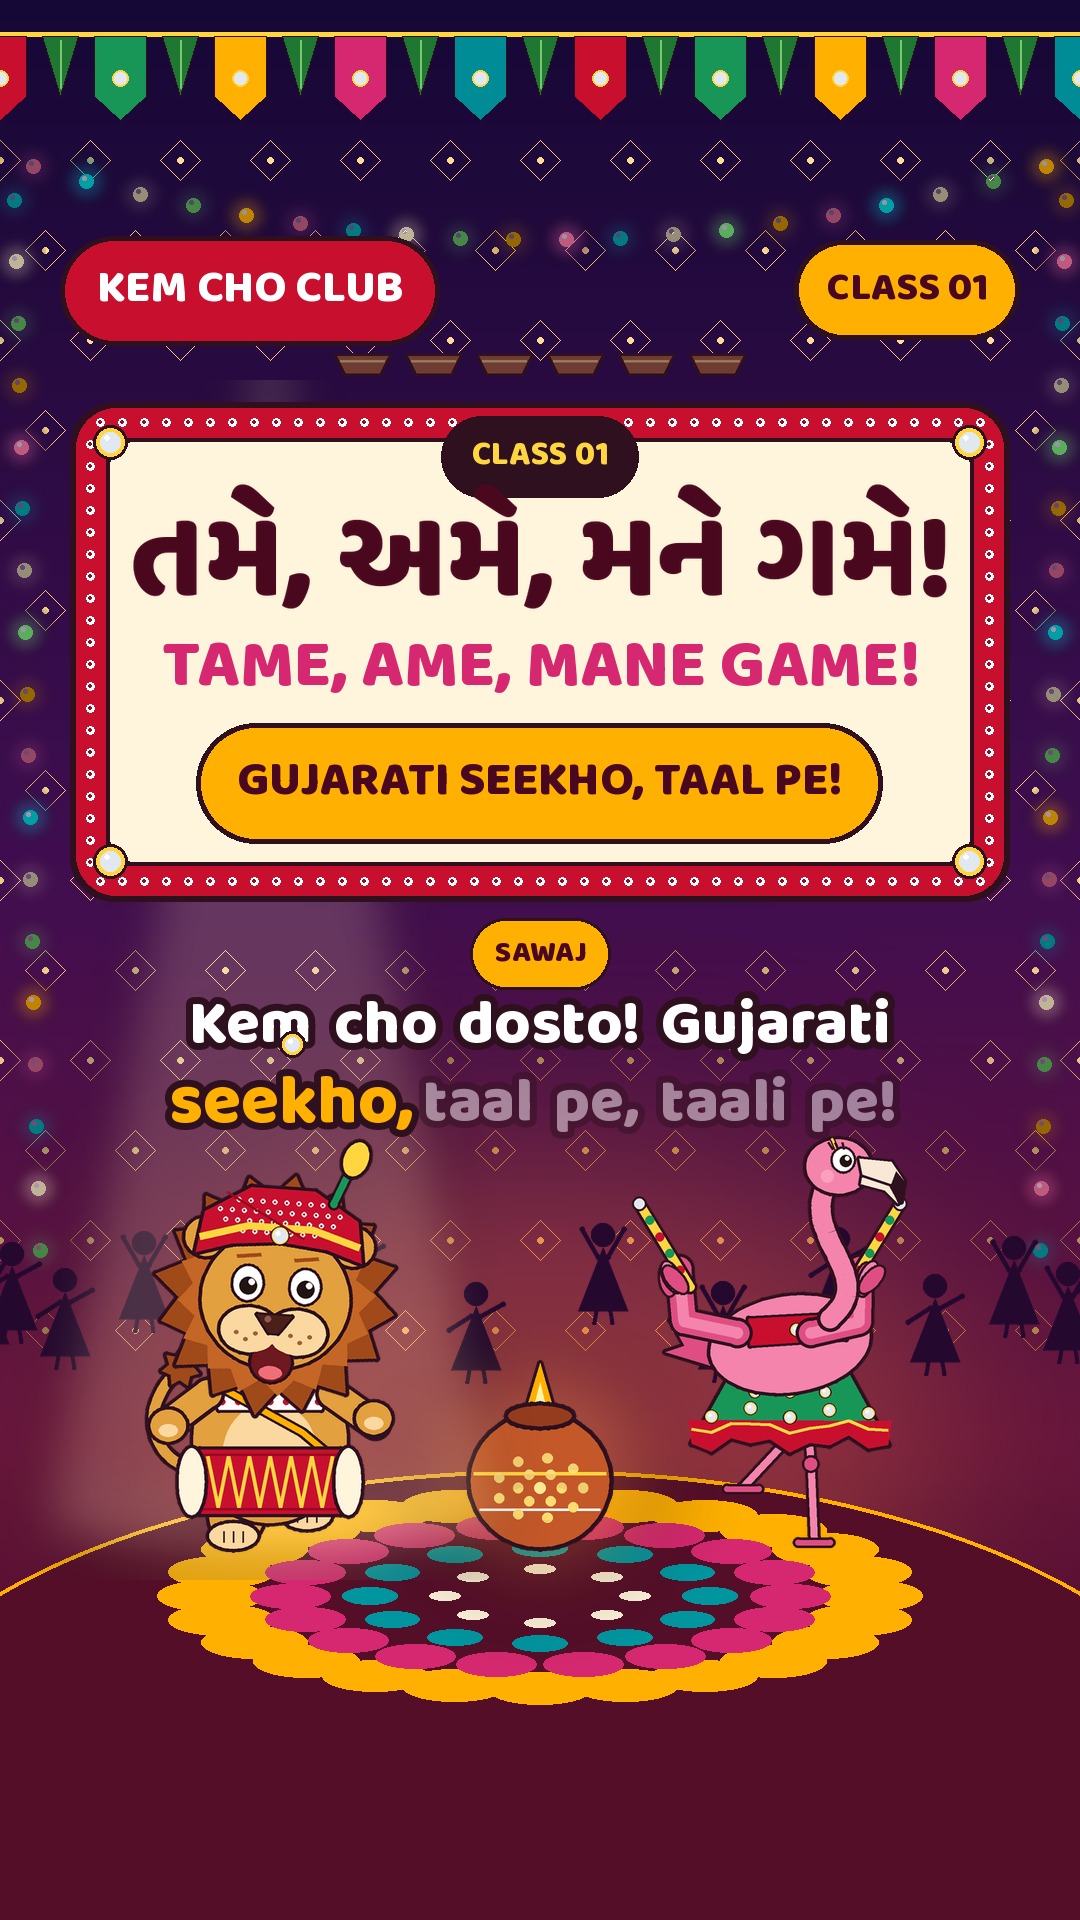 KEM CHO CLUB
CLASS 01
CLASS 01
તમે, અમે, મને ગમે!
TAME, AME, MANE GAME!
GUJARATI SEEKHO, TAAL PE!
SAWAJ
Kem cho dosto! Gujarati
seekho, taal pe, taali pe!